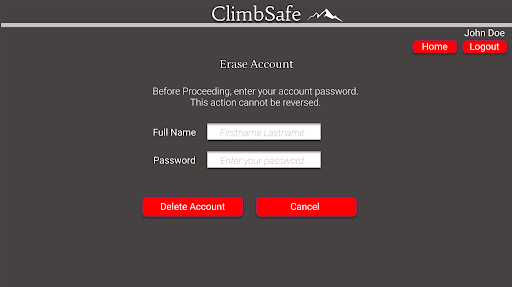 ClimbSafe
John Doe
Home
Logout
Erase Account
Before Proceeding, enter your account password.
This action cannot be reversed.
Full Name
Firstname Lastname
Password
Enter your password
Delete Account
Cancel